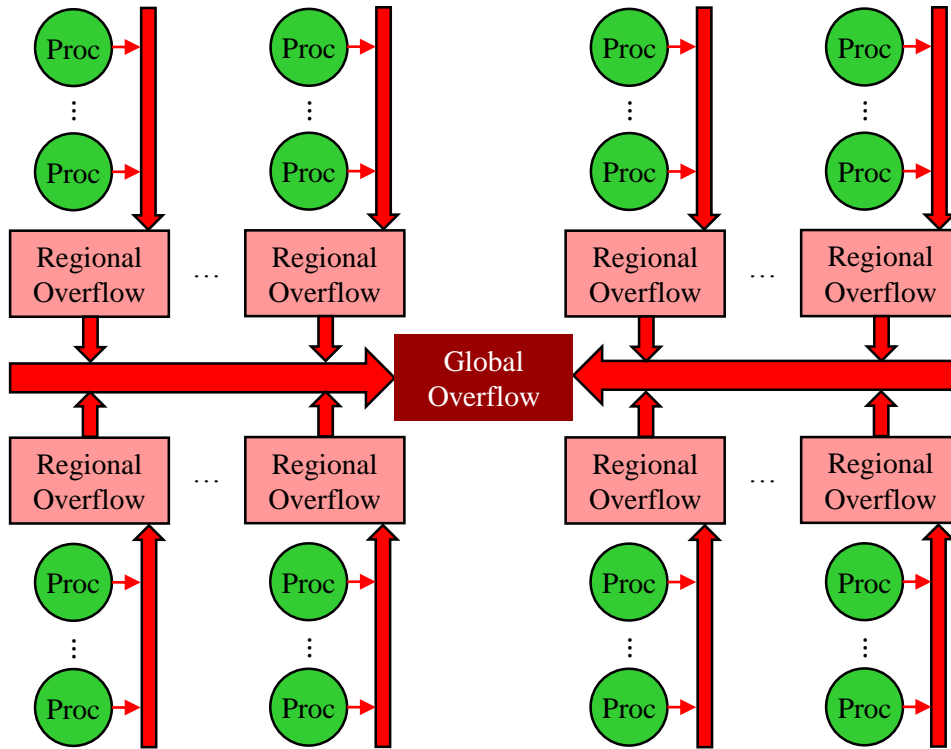 Proc Proc Proc Proc
⋮ ⋮ ⋮ ⋮
Proc Proc Proc Proc
Regional Regional Regional Regional
Overflow … Overflow Overflow … Overflow
Global
Overflow
Regional Regional Regional Regional
Overflow … Overflow Overflow … Overflow
Proc Proc Proc Proc
⋮ ⋮ ⋮ ⋮
Proc Proc Proc Proc